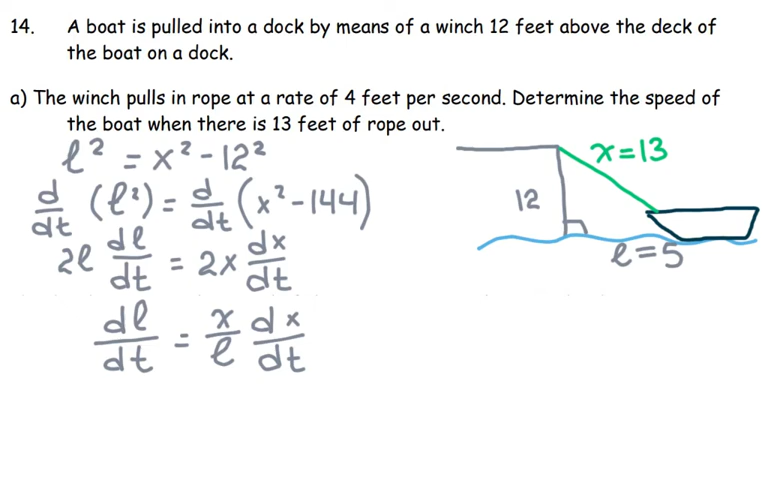 14. A boat is pulled into a dock by means of a winch 12 feet above the deck of
the boat on a dock.
a) The winch pulls in rope at a rate of 4 feet per second. Determine the speed of
the boat when there is 13 feet of rope out.
ℓ² = x² - 12²
d/dt (ℓ²) = d/dt (x² - 144)
2ℓ dℓ/dt = 2x dx/dt
dℓ/dt = x/ℓ dx/dt
x = 13
12
ℓ = 5